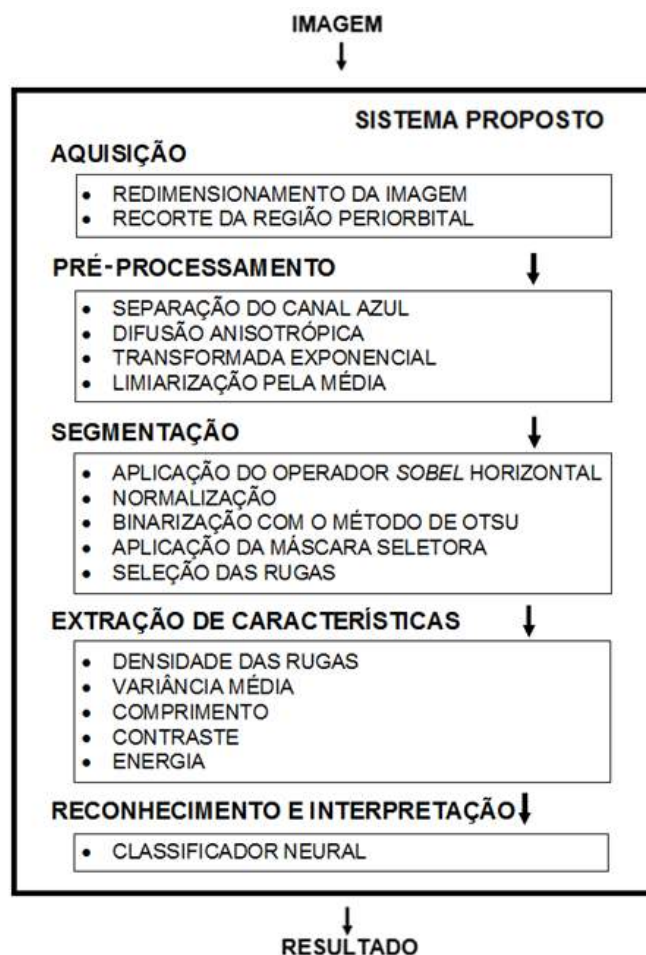 IMAGEM
SISTEMA PROPOSTO
AQUISIÇÃO
• REDIMENSIONAMENTO DA IMAGEM
• RECORTE DA REGIÃO PERIORBITAL
PRÉ-PROCESSAMENTO
• SEPARAÇÃO DO CANAL AZUL
• DIFUSÃO ANISOTRÓPICA
• TRANSFORMADA EXPONENCIAL
• LIMIARIZAÇÃO PELA MÉDIA
SEGMENTAÇÃO
• APLICAÇÃO DO OPERADOR SOBEL HORIZONTAL
• NORMALIZAÇÃO
• BINARIZAÇÃO COM O MÉTODO DE OTSU
• APLICAÇÃO DA MÁSCARA SELETORA
• SELEÇÃO DAS RUGAS
EXTRAÇÃO DE CARACTERÍSTICAS
• DENSIDADE DAS RUGAS
• VARIÂNCIA MÉDIA
• COMPRIMENTO
• CONTRASTE
• ENERGIA
RECONHECIMENTO E INTERPRETAÇÃO
• CLASSIFICADOR NEURAL
RESULTADO